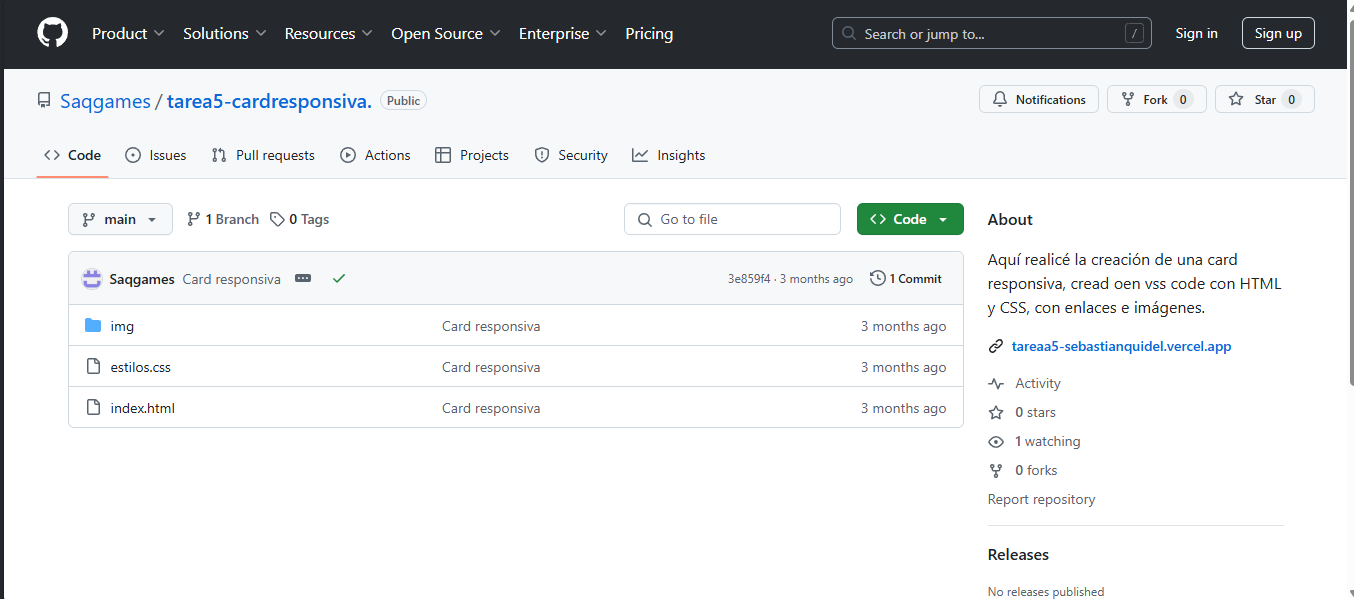 Product Solutions Resources Open Source Enterprise Pricing Search or jump to... / Sign in Sign up
Saqgames / tarea5-cardresponsiva. Public Notifications Fork 0 Star 0
Code Issues Pull requests Actions Projects Security Insights
main 1 Branch 0 Tags Go to file Code
Saqgames Card responsiva 3e859f4 · 3 months ago 1 Commit
img Card responsiva 3 months ago
estilos.css Card responsiva 3 months ago
index.html Card responsiva 3 months ago
About
Aquí realicé la creación de una card
responsiva, cread oen vss code con HTML
y CSS, con enlaces e imágenes.
tareaa5-sebastianquidel.vercel.app
Activity
0 stars
1 watching
0 forks
Report repository
Releases
No releases published